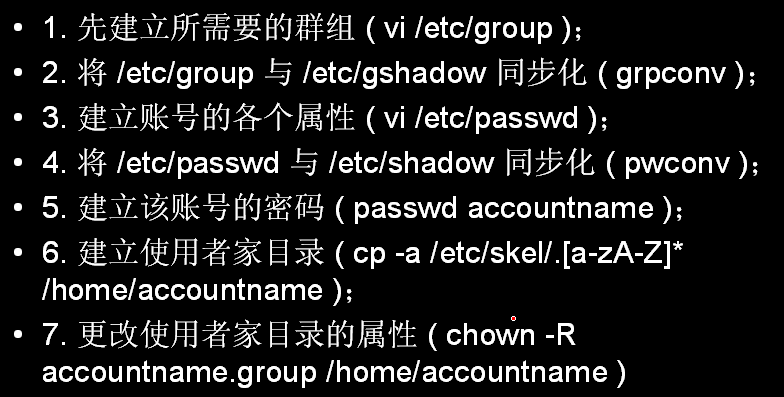 • 1. 先建立所需要的群组 ( vi /etc/group )；
• 2. 将 /etc/group 与 /etc/gshadow 同步化 ( grpconv )；
• 3. 建立账号的各个属性 ( vi /etc/passwd )；
• 4. 将 /etc/passwd 与 /etc/shadow 同步化 ( pwconv )；
• 5. 建立该账号的密码 ( passwd accountname )；
• 6. 建立使用者家目录 ( cp -a /etc/skel/.[a-zA-Z]*
/home/accountname )；
• 7. 更改使用者家目录的属性 ( chown -R
accountname.group /home/accountname )